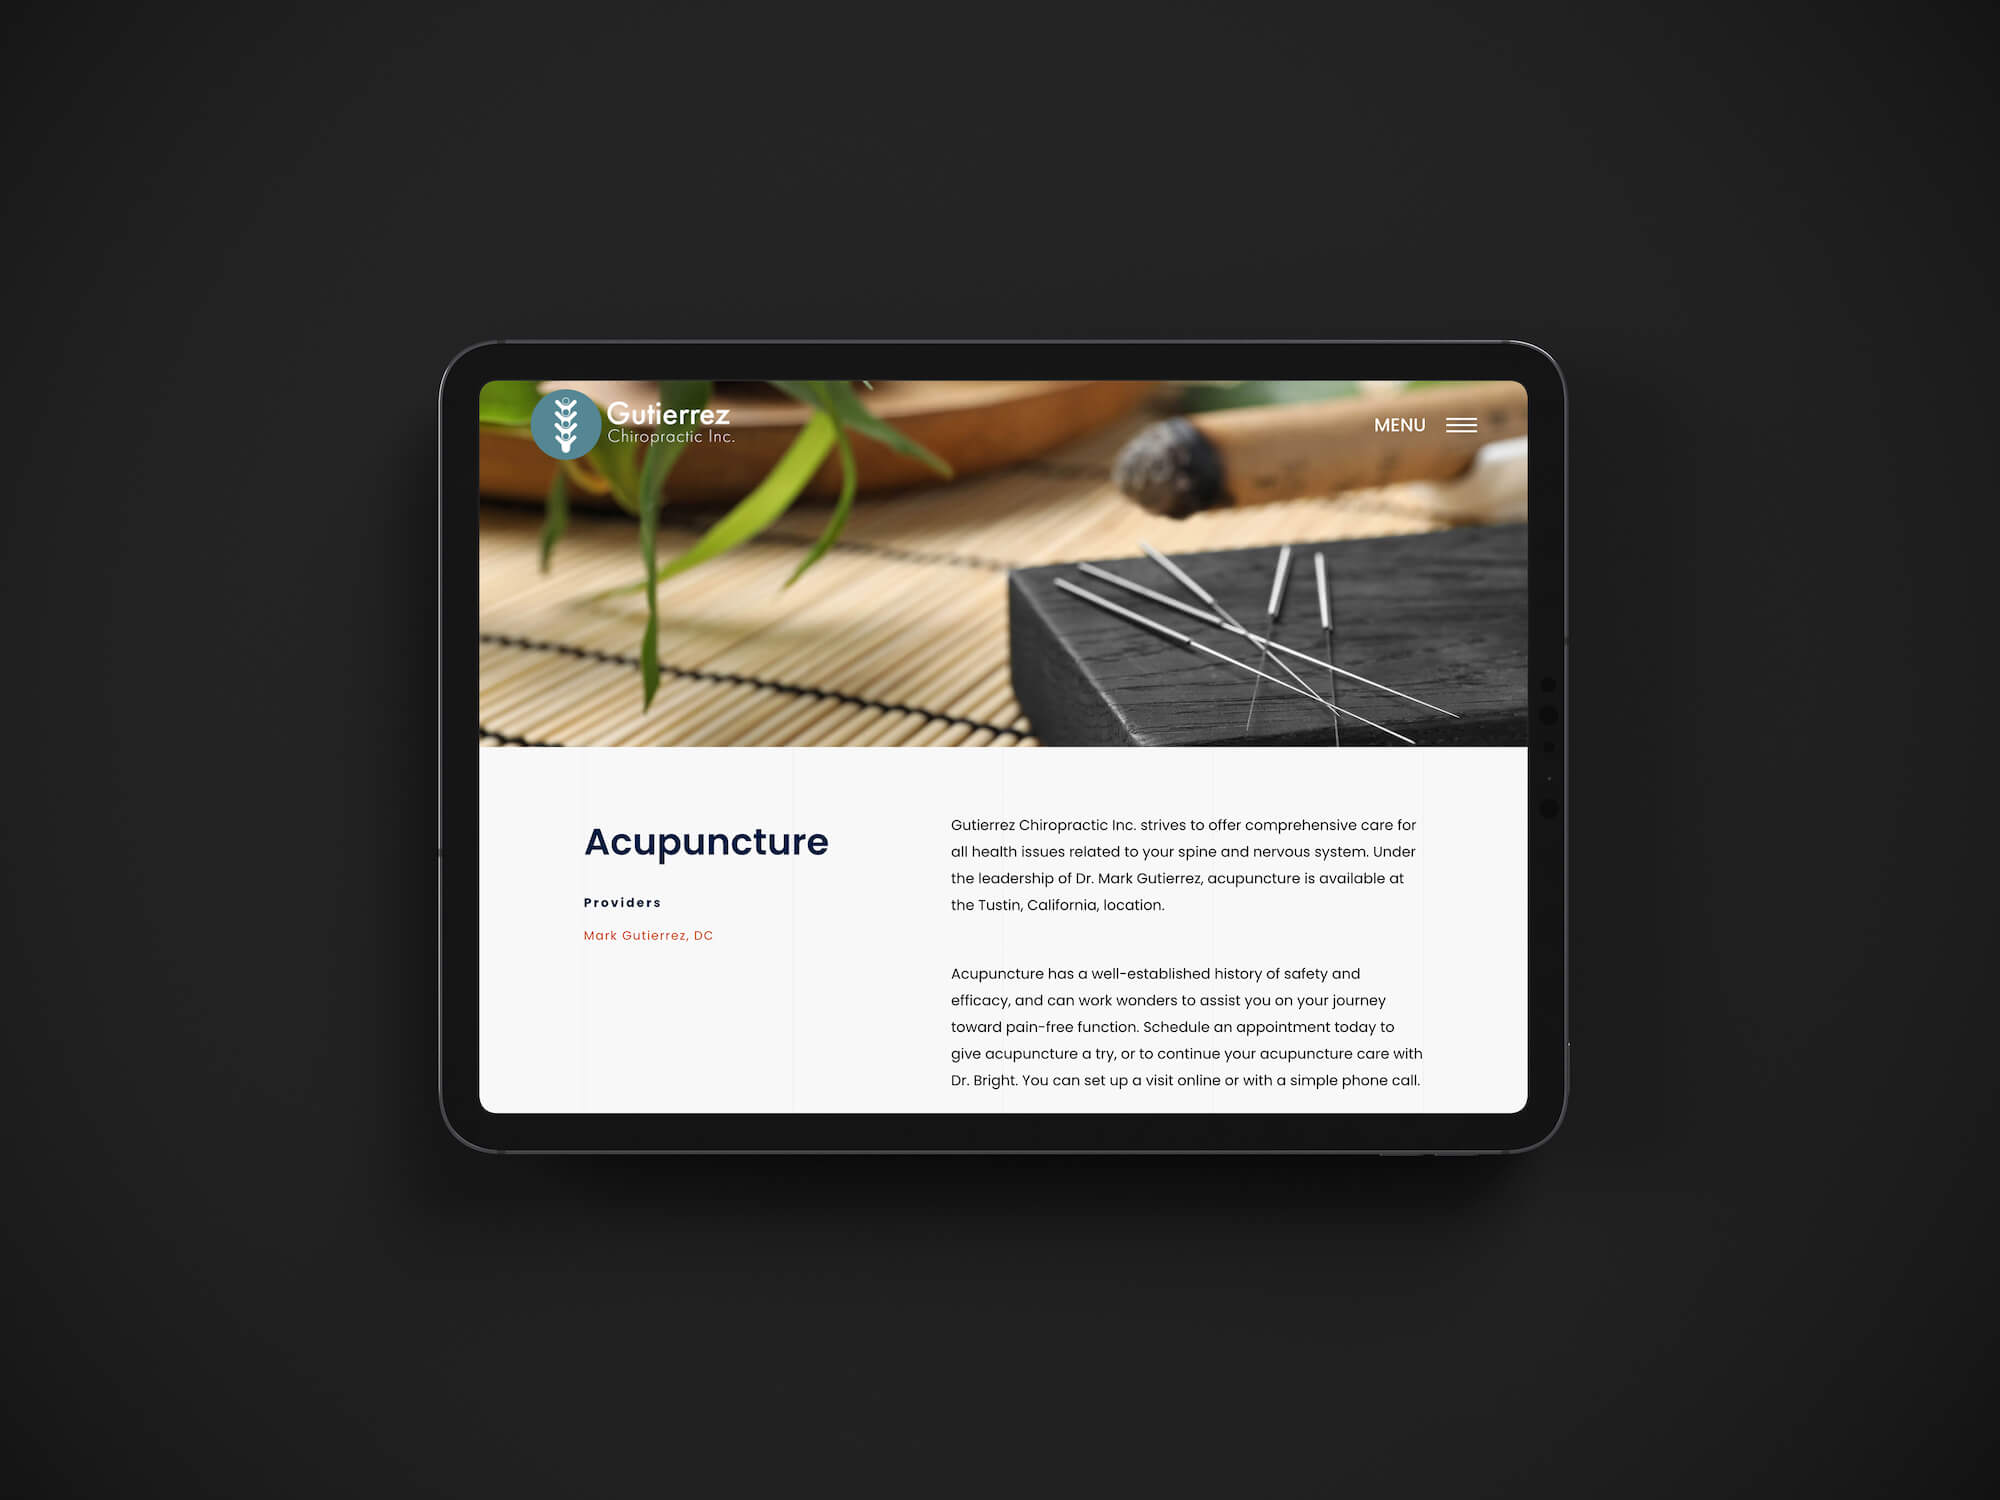 Gutierrez
Chiropractic Inc.
MENU
Acupuncture
Providers
Mark Gutierrez, DC
Gutierrez Chiropractic Inc. strives to offer comprehensive care for
all health issues related to your spine and nervous system. Under
the leadership of Dr. Mark Gutierrez, acupuncture is available at
the Tustin, California, location.
Acupuncture has a well-established history of safety and
efficacy, and can work wonders to assist you on your journey
toward pain-free function. Schedule an appointment today to
give acupuncture a try, or to continue your acupuncture care with
Dr. Bright. You can set up a visit online or with a simple phone call.